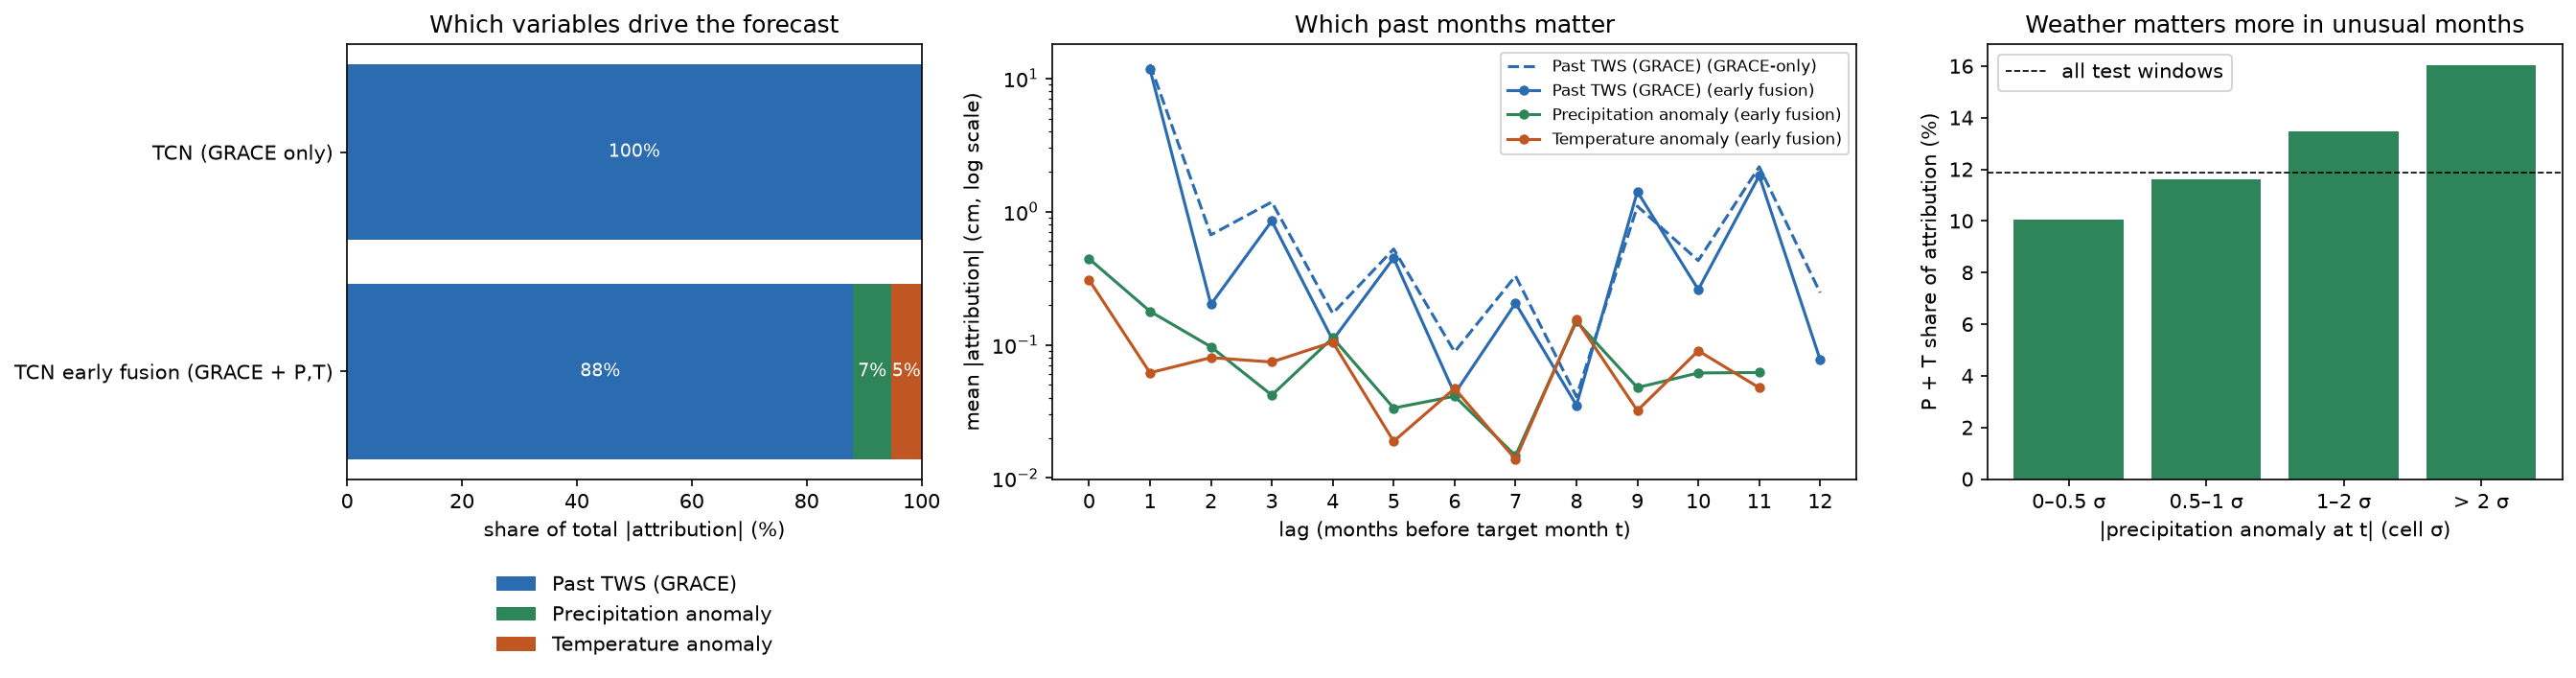 Which variables drive the forecast
TCN (GRACE only)
100%
TCN early fusion (GRACE + P,T)
88%
7%
5%
0
20
40
60
80
100
share of total |attribution| (%)
Past TWS (GRACE)
Precipitation anomaly
Temperature anomaly
Which past months matter
Past TWS (GRACE) (GRACE-only)
Past TWS (GRACE) (early fusion)
Precipitation anomaly (early fusion)
Temperature anomaly (early fusion)
mean |attribution| (cm, log scale)
10¹
10⁰
10⁻¹
10⁻²
0
1
2
3
4
5
6
7
8
9
10
11
12
lag (months before target month t)
Weather matters more in unusual months
all test windows
P + T share of attribution (%)
16
14
12
10
8
6
4
2
0
0–0.5 σ
0.5–1 σ
1–2 σ
> 2 σ
|precipitation anomaly at t| (cell σ)